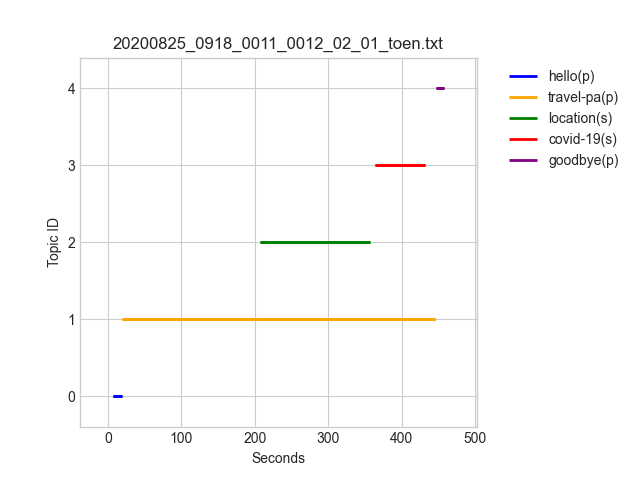 20200825_0918_0011_0012_02_01_toen.txt
hello(p)
travel-pa(p)
location(s)
covid-19(s)
goodbye(p)
Topic ID
4
3
2
1
0
0 100 200 300 400 500
Seconds